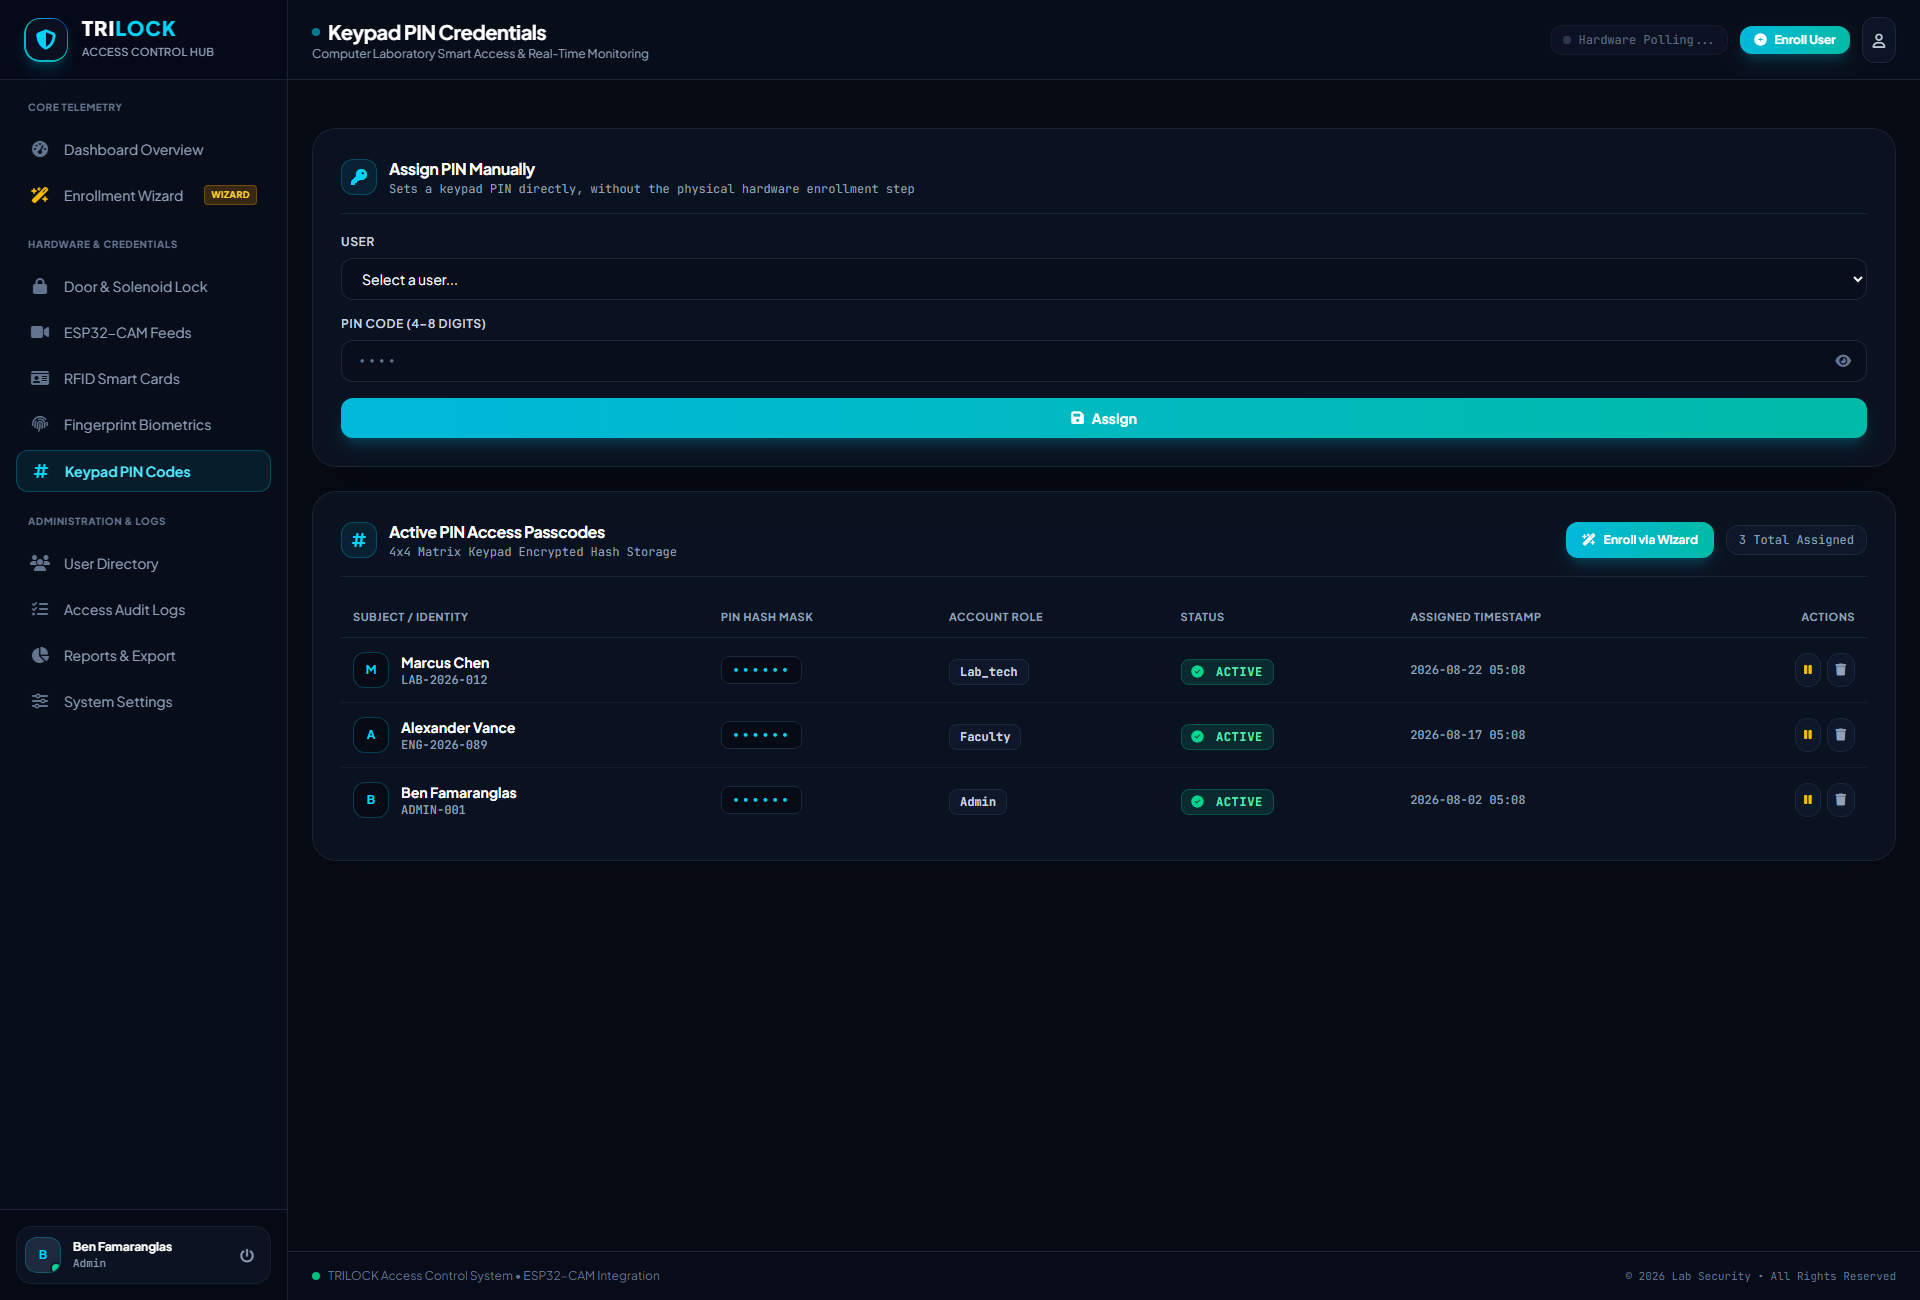 TRILOCK
ACCESS CONTROL HUB
Keypad PIN Credentials
Computer Laboratory Smart Access & Real-Time Monitoring
Hardware Polling...
Enroll User
CORE TELEMETRY
Dashboard Overview
Enrollment Wizard
WIZARD
HARDWARE & CREDENTIALS
Door & Solenoid Lock
ESP32-CAM Feeds
RFID Smart Cards
Fingerprint Biometrics
Keypad PIN Codes
ADMINISTRATION & LOGS
User Directory
Access Audit Logs
Reports & Export
System Settings
B
Ben Famaranglas
Admin
Assign PIN Manually
Sets a keypad PIN directly, without the physical hardware enrollment step
USER
Select a user...
PIN CODE (4-8 DIGITS)
••••
Assign
Active PIN Access Passcodes
4x4 Matrix Keypad Encrypted Hash Storage
Enroll via Wizard
3 Total Assigned
SUBJECT / IDENTITY PIN HASH MASK ACCOUNT ROLE STATUS ASSIGNED TIMESTAMP ACTIONS
M Marcus Chen •••••• Lab_tech ACTIVE 2026-08-22 05:08
LAB-2026-012
A Alexander Vance •••••• Faculty ACTIVE 2026-08-17 05:08
ENG-2026-089
B Ben Famaranglas •••••• Admin ACTIVE 2026-08-02 05:08
ADMIN-001
TRILOCK Access Control System • ESP32-CAM Integration
© 2026 Lab Security • All Rights Reserved